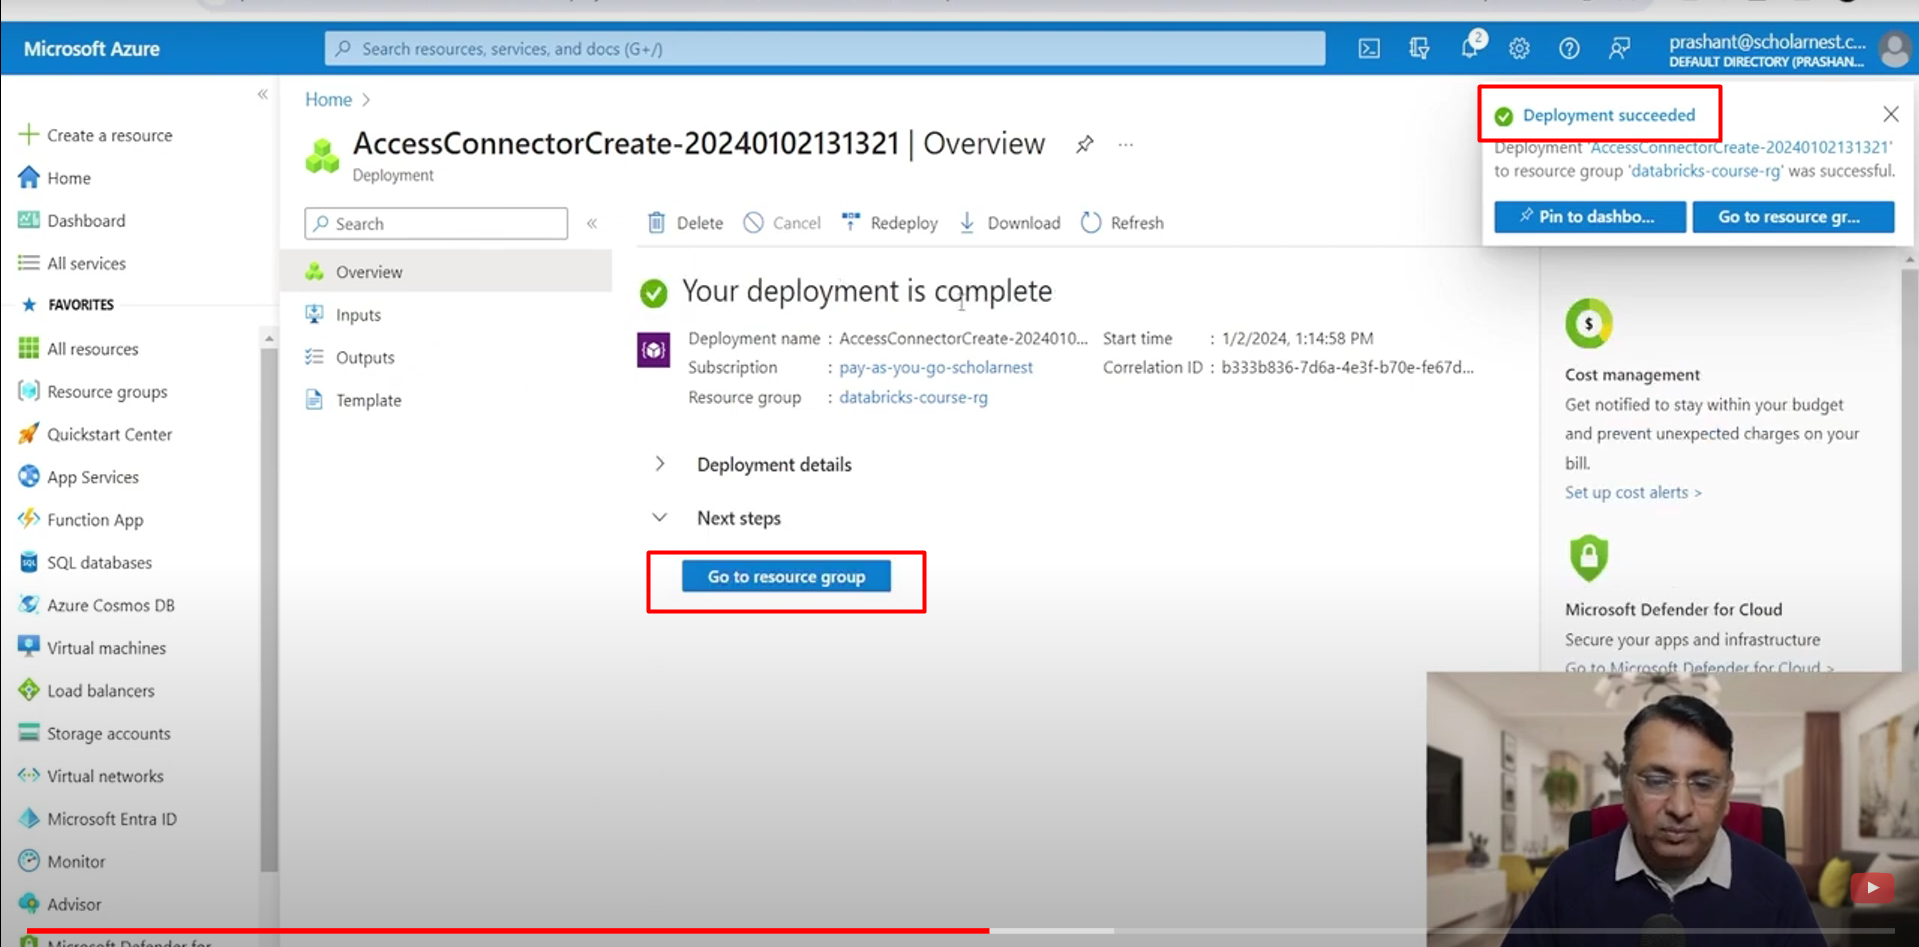 Microsoft Azure
Search resources, services, and docs (G+/)
2
prashant@scholarnest.c...
DEFAULT DIRECTORY (PRASHAN...
Create a resource
Home
Dashboard
All services
FAVORITES
All resources
Resource groups
Quickstart Center
App Services
Function App
SQL databases
Azure Cosmos DB
Virtual machines
Load balancers
Storage accounts
Virtual networks
Microsoft Entra ID
Monitor
Advisor
Microsoft Defender for
Home >
AccessConnectorCreate-20240102131321 | Overview
Deployment
Search
Overview
Inputs
Outputs
Template
Delete
Cancel
Redeploy
Download
Refresh
Your deployment is complete
Deployment name : AccessConnectorCreate-2024010...
Subscription : pay-as-you-go-scholarnest
Resource group : databricks-course-rg
Start time : 1/2/2024, 1:14:58 PM
Correlation ID : b333b836-7d6a-4e3f-b70e-fe67d...
Deployment details
Next steps
Go to resource group
Deployment succeeded
Deployment 'AccessConnectorCreate-20240102131321'
to resource group 'databricks-course-rg' was successful.
Pin to dashbo...
Go to resource gr...
$
Cost management
Get notified to stay within your budget
and prevent unexpected charges on your
bill.
Set up cost alerts >
Microsoft Defender for Cloud
Secure your apps and infrastructure
Go to Microsoft Defender for Cloud >